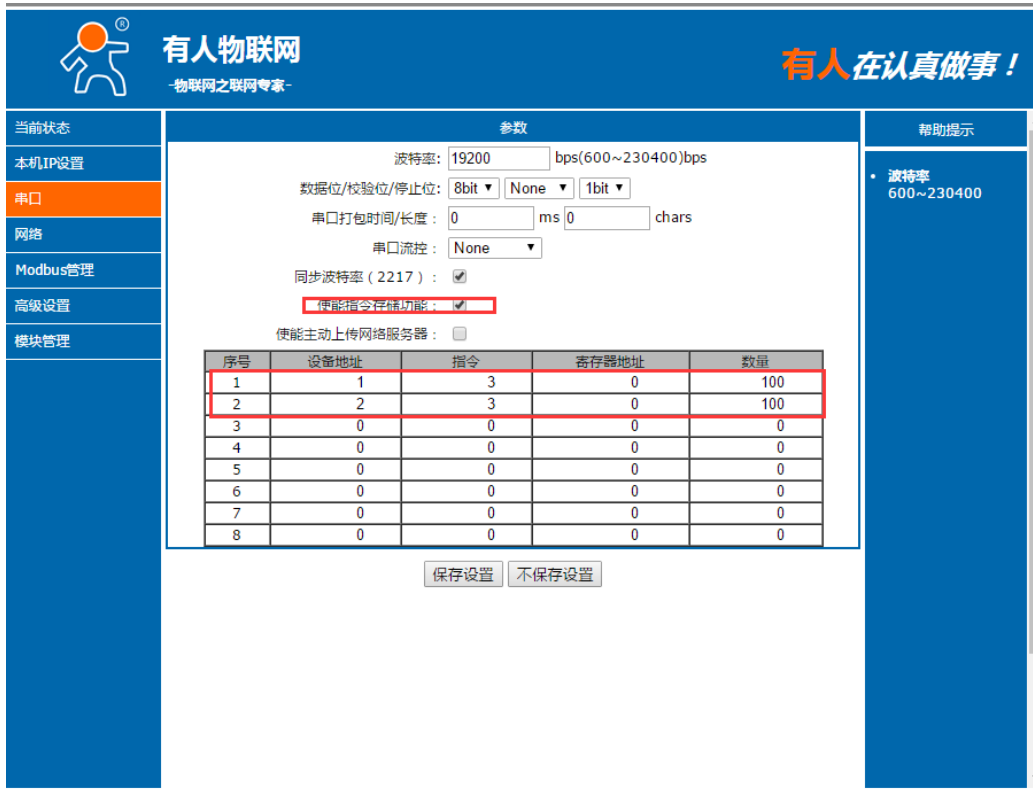 ®
有人物联网
-物联网之联网专家-
有人在认真做事！
当前状态
本机IP设置
串口
网络
Modbus管理
高级设置
模块管理
参数
波特率: 19200 bps(600~230400)bps
数据位/校验位/停止位: 8bit None 1bit
串口打包时间/长度： 0 ms 0 chars
串口流控： None
同步波特率（2217）：
使能指令存储功能：
使能主动上传网络服务器：
序号 设备地址 指令 寄存器地址 数量
1 1 3 0 100
2 2 3 0 100
3 0 0 0 0
4 0 0 0 0
5 0 0 0 0
6 0 0 0 0
7 0 0 0 0
8 0 0 0 0
保存设置 不保存设置
帮助提示
• 波特率
600~230400